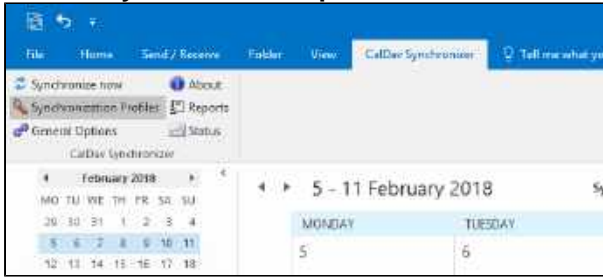 File Home Send / Receive Folder View CalDav Synchronizer Tell me what yo
Synchronize now About
Synchronization Profiles Reports
General Options Status
CalDav Synchronizer
February 2018
5 - 11 February 2018
MO TU WE TH FR SA SU
29 30 31 1 2 3 4
MONDAY TUESDAY
5 6 7 8 9 10 11
5 6
12 13 14 15 16 17 18